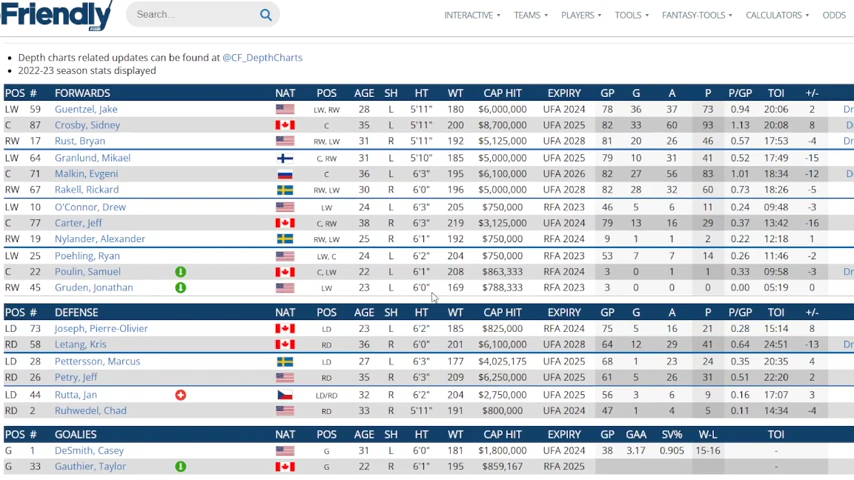 Friendly
Search...
INTERACTIVE TEAMS PLAYERS TOOLS FANTASY-TOOLS CALCULATORS ODDS
Depth charts related updates can be found at @CF_DepthCharts
2022-23 season stats displayed
POS # FORWARDS NAT POS AGE SH HT WT CAP HIT EXPIRY GP G A P P/GP TOI +/-
LW 59 Guentzel, Jake LW, RW 28 L 5'11" 180 $6,000,000 UFA 2024 78 36 37 73 0.94 20:06 2 Dr
C 87 Crosby, Sidney C 35 L 5'11" 200 $8,700,000 UFA 2025 82 33 60 93 1.13 20:08 8 D
RW 17 Rust, Bryan RW, LW 31 R 5'11" 192 $5,125,000 UFA 2028 81 20 26 46 0.57 17:53 -4 Dr
LW 64 Granlund, Mikael C, RW 31 L 5'10" 185 $5,000,000 UFA 2025 79 10 31 41 0.52 17:49 -15
C 71 Malkin, Evgeni C 36 L 6'3" 195 $6,100,000 UFA 2026 82 27 56 83 1.01 18:34 -12 D
RW 67 Rakell, Rickard RW, LW 30 R 6'0" 196 $5,000,000 UFA 2028 82 28 32 60 0.73 18:26 -5
LW 10 O'Connor, Drew LW 24 L 6'3" 205 $750,000 RFA 2023 46 5 6 11 0.24 09:48 -3
C 77 Carter, Jeff C, RW 38 R 6'3" 219 $3,125,000 UFA 2024 79 13 16 29 0.37 13:42 -16
RW 19 Nylander, Alexander RW, LW 25 R 6'1" 192 $750,000 RFA 2024 9 1 1 2 0.22 12:18 1
LW 25 Poehling, Ryan LW, C 24 L 6'2" 204 $750,000 RFA 2023 53 7 7 14 0.26 11:46 -2
C 22 Poulin, Samuel C, LW 22 L 6'1" 208 $863,333 RFA 2024 3 0 1 1 0.33 09:58 -3 D
RW 45 Gruden, Jonathan LW 23 L 6'0" 169 $788,333 RFA 2023 3 0 0 0 0.00 05:19 0
POS # DEFENSE NAT POS AGE SH HT WT CAP HIT EXPIRY GP G A P P/GP TOI +/-
LD 73 Joseph, Pierre-Olivier LD 23 L 6'2" 185 $825,000 RFA 2024 75 5 16 21 0.28 15:14 8
RD 58 Letang, Kris RD 36 R 6'0" 201 $6,100,000 UFA 2028 64 12 29 41 0.64 24:51 -13 Dr
LD 28 Pettersson, Marcus LD 27 L 6'3" 177 $4,025,175 UFA 2025 68 1 23 24 0.35 20:35 4
RD 26 Petry, Jeff RD 35 R 6'3" 209 $6,250,000 UFA 2025 61 5 26 31 0.51 22:20 2
LD 44 Rutta, Jan LD/RD 32 R 6'2" 204 $2,750,000 UFA 2025 56 3 6 9 0.16 17:07 3
RD 2 Ruhwedel, Chad RD 33 R 5'11" 191 $800,000 UFA 2024 47 1 4 5 0.11 14:34 -4
POS # GOALIES NAT POS AGE SH HT WT CAP HIT EXPIRY GP GAA SV% W-L TOI
G 1 DeSmith, Casey G 31 L 6'0" 181 $1,800,000 UFA 2024 38 3.17 0.905 15-16 -
G 33 Gauthier, Taylor G 22 R 6'1" 195 $859,167 RFA 2025 -